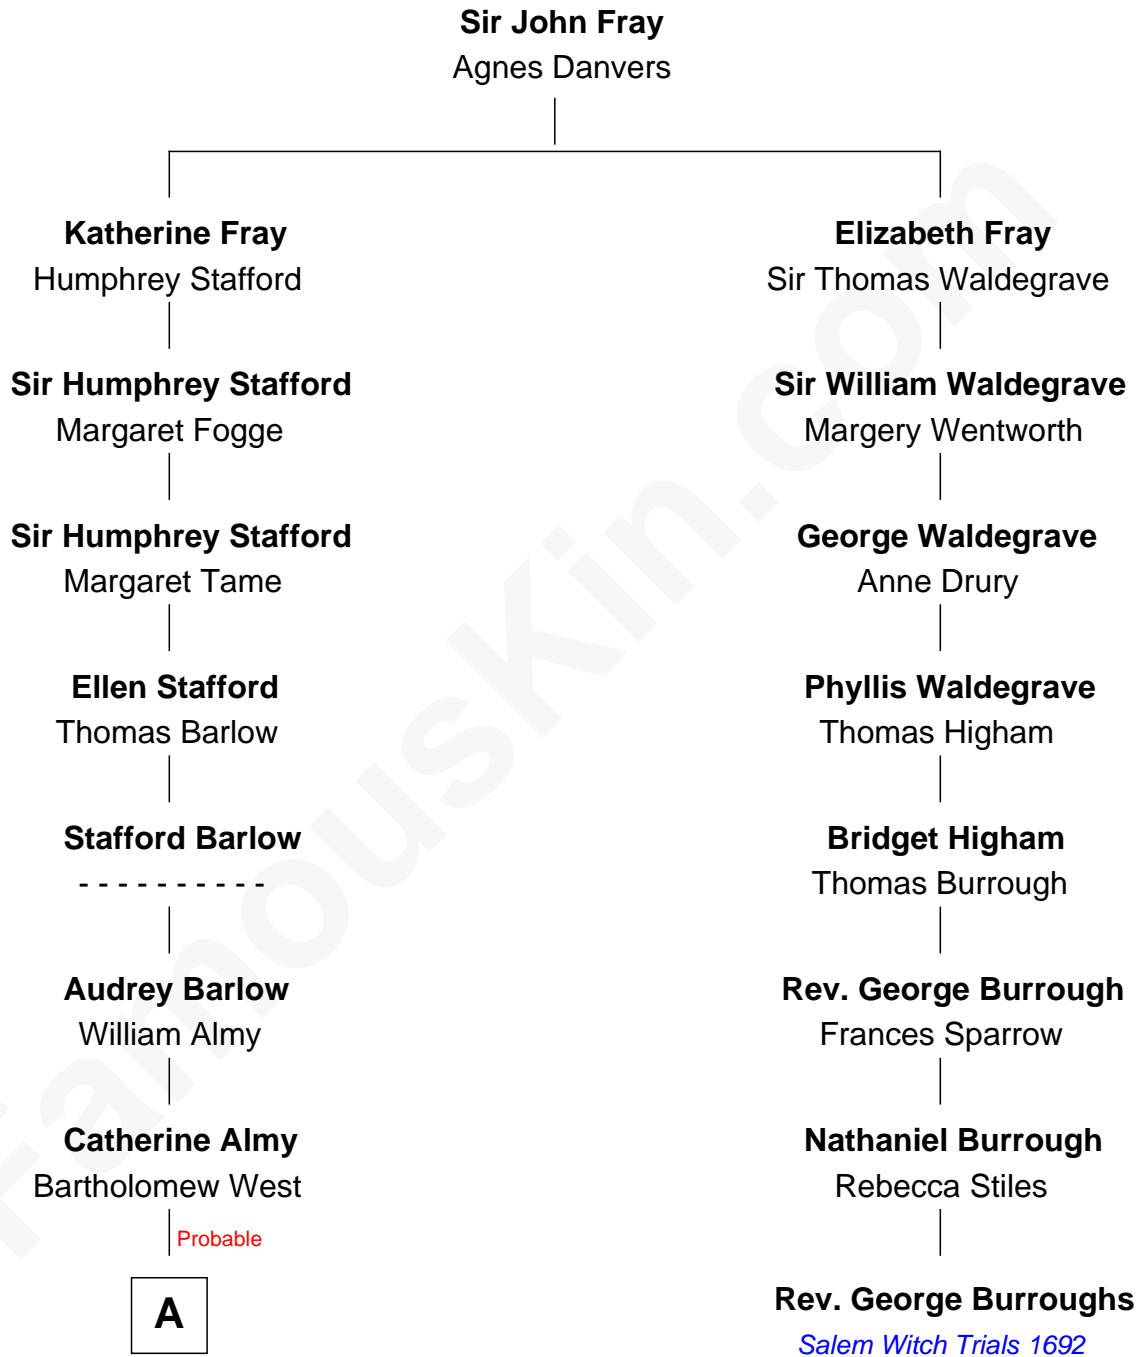 Sir John Fray
Agnes Danvers
Katherine Fray
Humphrey Stafford
Elizabeth Fray
Sir Thomas Waldegrave
Sir Humphrey Stafford
Margaret Fogge
Sir William Waldegrave
Margery Wentworth
Sir Humphrey Stafford
Margaret Tame
George Waldegrave
Anne Drury
Ellen Stafford
Thomas Barlow
Phyllis Waldegrave
Thomas Higham
Stafford Barlow
- - - - - - - - - -
Bridget Higham
Thomas Burrough
Audrey Barlow
William Almy
Rev. George Burrough
Frances Sparrow
Catherine Almy
Bartholomew West
Nathaniel Burrough
Rebecca Stiles
Probable
A
Rev. George Burroughs
Salem Witch Trials 1692
FamousKin.com